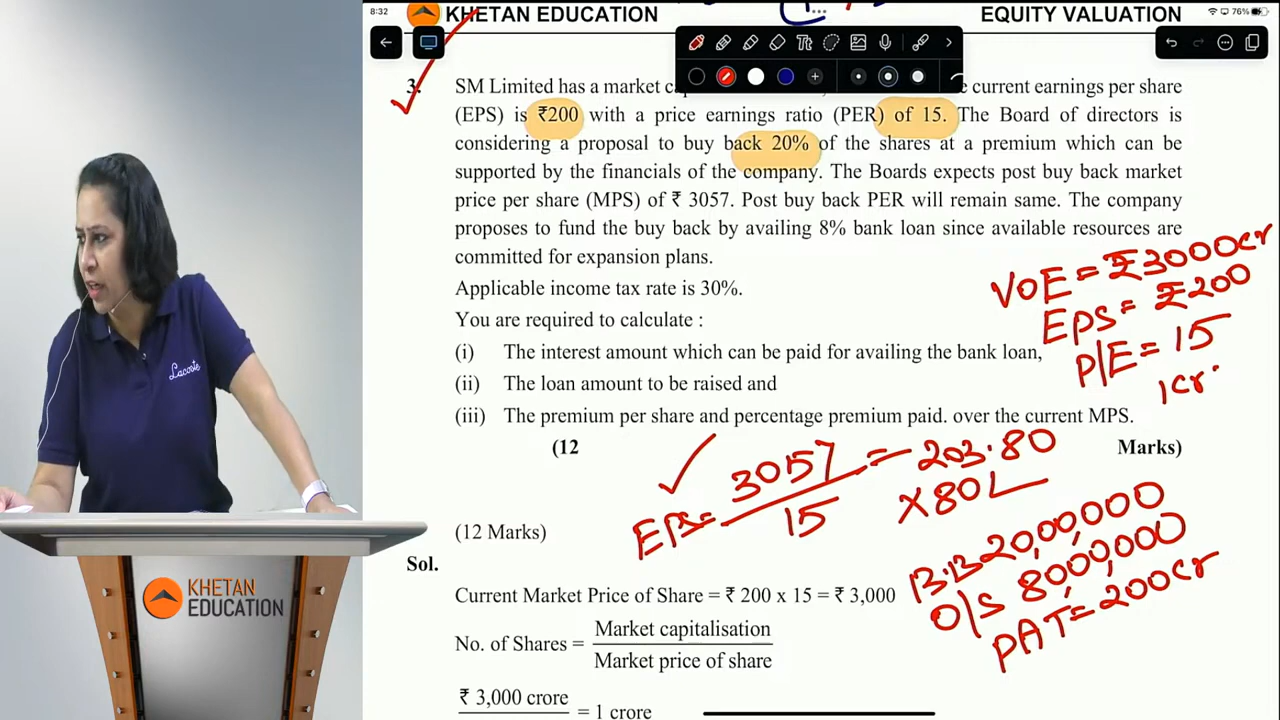 8:32
76%
KHETAN EDUCATION
EQUITY VALUATION
3. SM Limited has a market ca e current earnings per share
(EPS) is ₹200 with a price earnings ratio (PER) of 15. The Board of directors is
considering a proposal to buy back 20% of the shares at a premium which can be
supported by the financials of the company. The Boards expects post buy back market
price per share (MPS) of ₹ 3057. Post buy back PER will remain same. The company
proposes to fund the buy back by availing 8% bank loan since available resources are
committed for expansion plans.
Applicable income tax rate is 30%.
You are required to calculate :
(i) The interest amount which can be paid for availing the bank loan,
(ii) The loan amount to be raised and
(iii) The premium per share and percentage premium paid. over the current MPS.
(12 Marks)
VOE = ₹3000cr
EPS = ₹200
P/E = 15
1cr.
EPS = 3057/15 = 203.80
×80L
B.B 20,00,000
O/S 80,00,000
PAT = 200cr
(12 Marks)
Sol.
Current Market Price of Share = ₹ 200 x 15 = ₹ 3,000
No. of Shares = Market capitalisation
Market price of share
₹ 3,000 crore
= 1 crore
Lacoste
KHETAN
EDUCATION